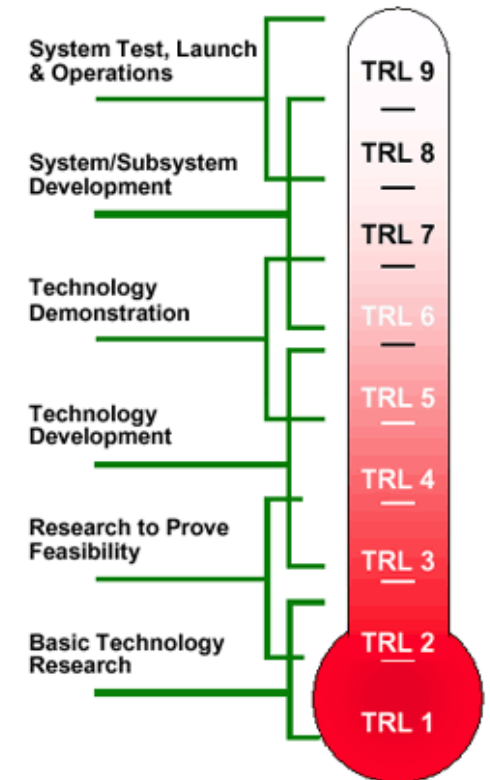 System Test, Launch
& Operations
System/Subsystem
Development
Technology
Demonstration
Technology
Development
Research to Prove
Feasibility
Basic Technology
Research
TRL 9
TRL 8
TRL 7
TRL 6
TRL 5
TRL 4
TRL 3
TRL 2
TRL 1